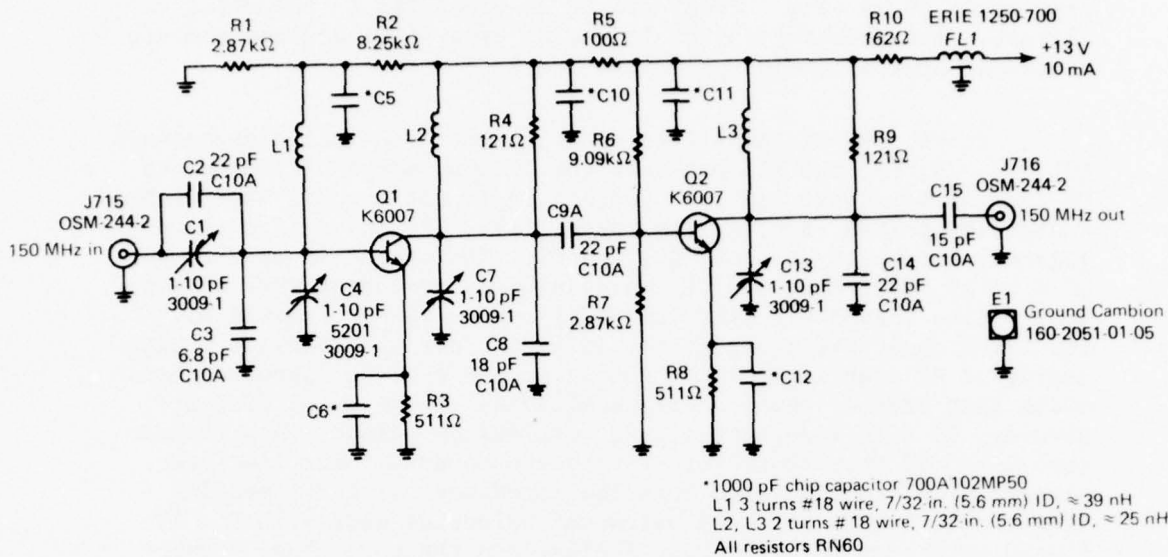 R1
2.87kΩ
R2
8.25kΩ
R5
100Ω
R10
162Ω
ERIE 1250-700
FL1
+13 V
10 mA
*C5
*C10
*C11
L1
L2
R4
121Ω
R6
9.09kΩ
L3
R9
121Ω
J715
OSM-244-2
150 MHz in
C2
22 pF
C10A
C1
1-10 pF
3009-1
C3
6.8 pF
C10A
C4
1-10 pF
5201
3009-1
Q1
K6007
C7
1-10 pF
3009-1
C9A
22 pF
C10A
C8
18 pF
C10A
C6*
R3
511Ω
R7
2.87kΩ
Q2
K6007
C13
1-10 pF
3009-1
C14
22 pF
C10A
C15
15 pF
C10A
J716
OSM-244-2
150 MHz out
R8
511Ω
*C12
E1
Ground Cambion
160-2051-01-05
*1000 pF chip capacitor 700A102MP50
L1 3 turns #18 wire, 7/32-in. (5.6 mm) ID, ≈ 39 nH
L2, L3 2 turns # 18 wire, 7/32-in. (5.6 mm) ID, ≈ 25 nH
All resistors RN60